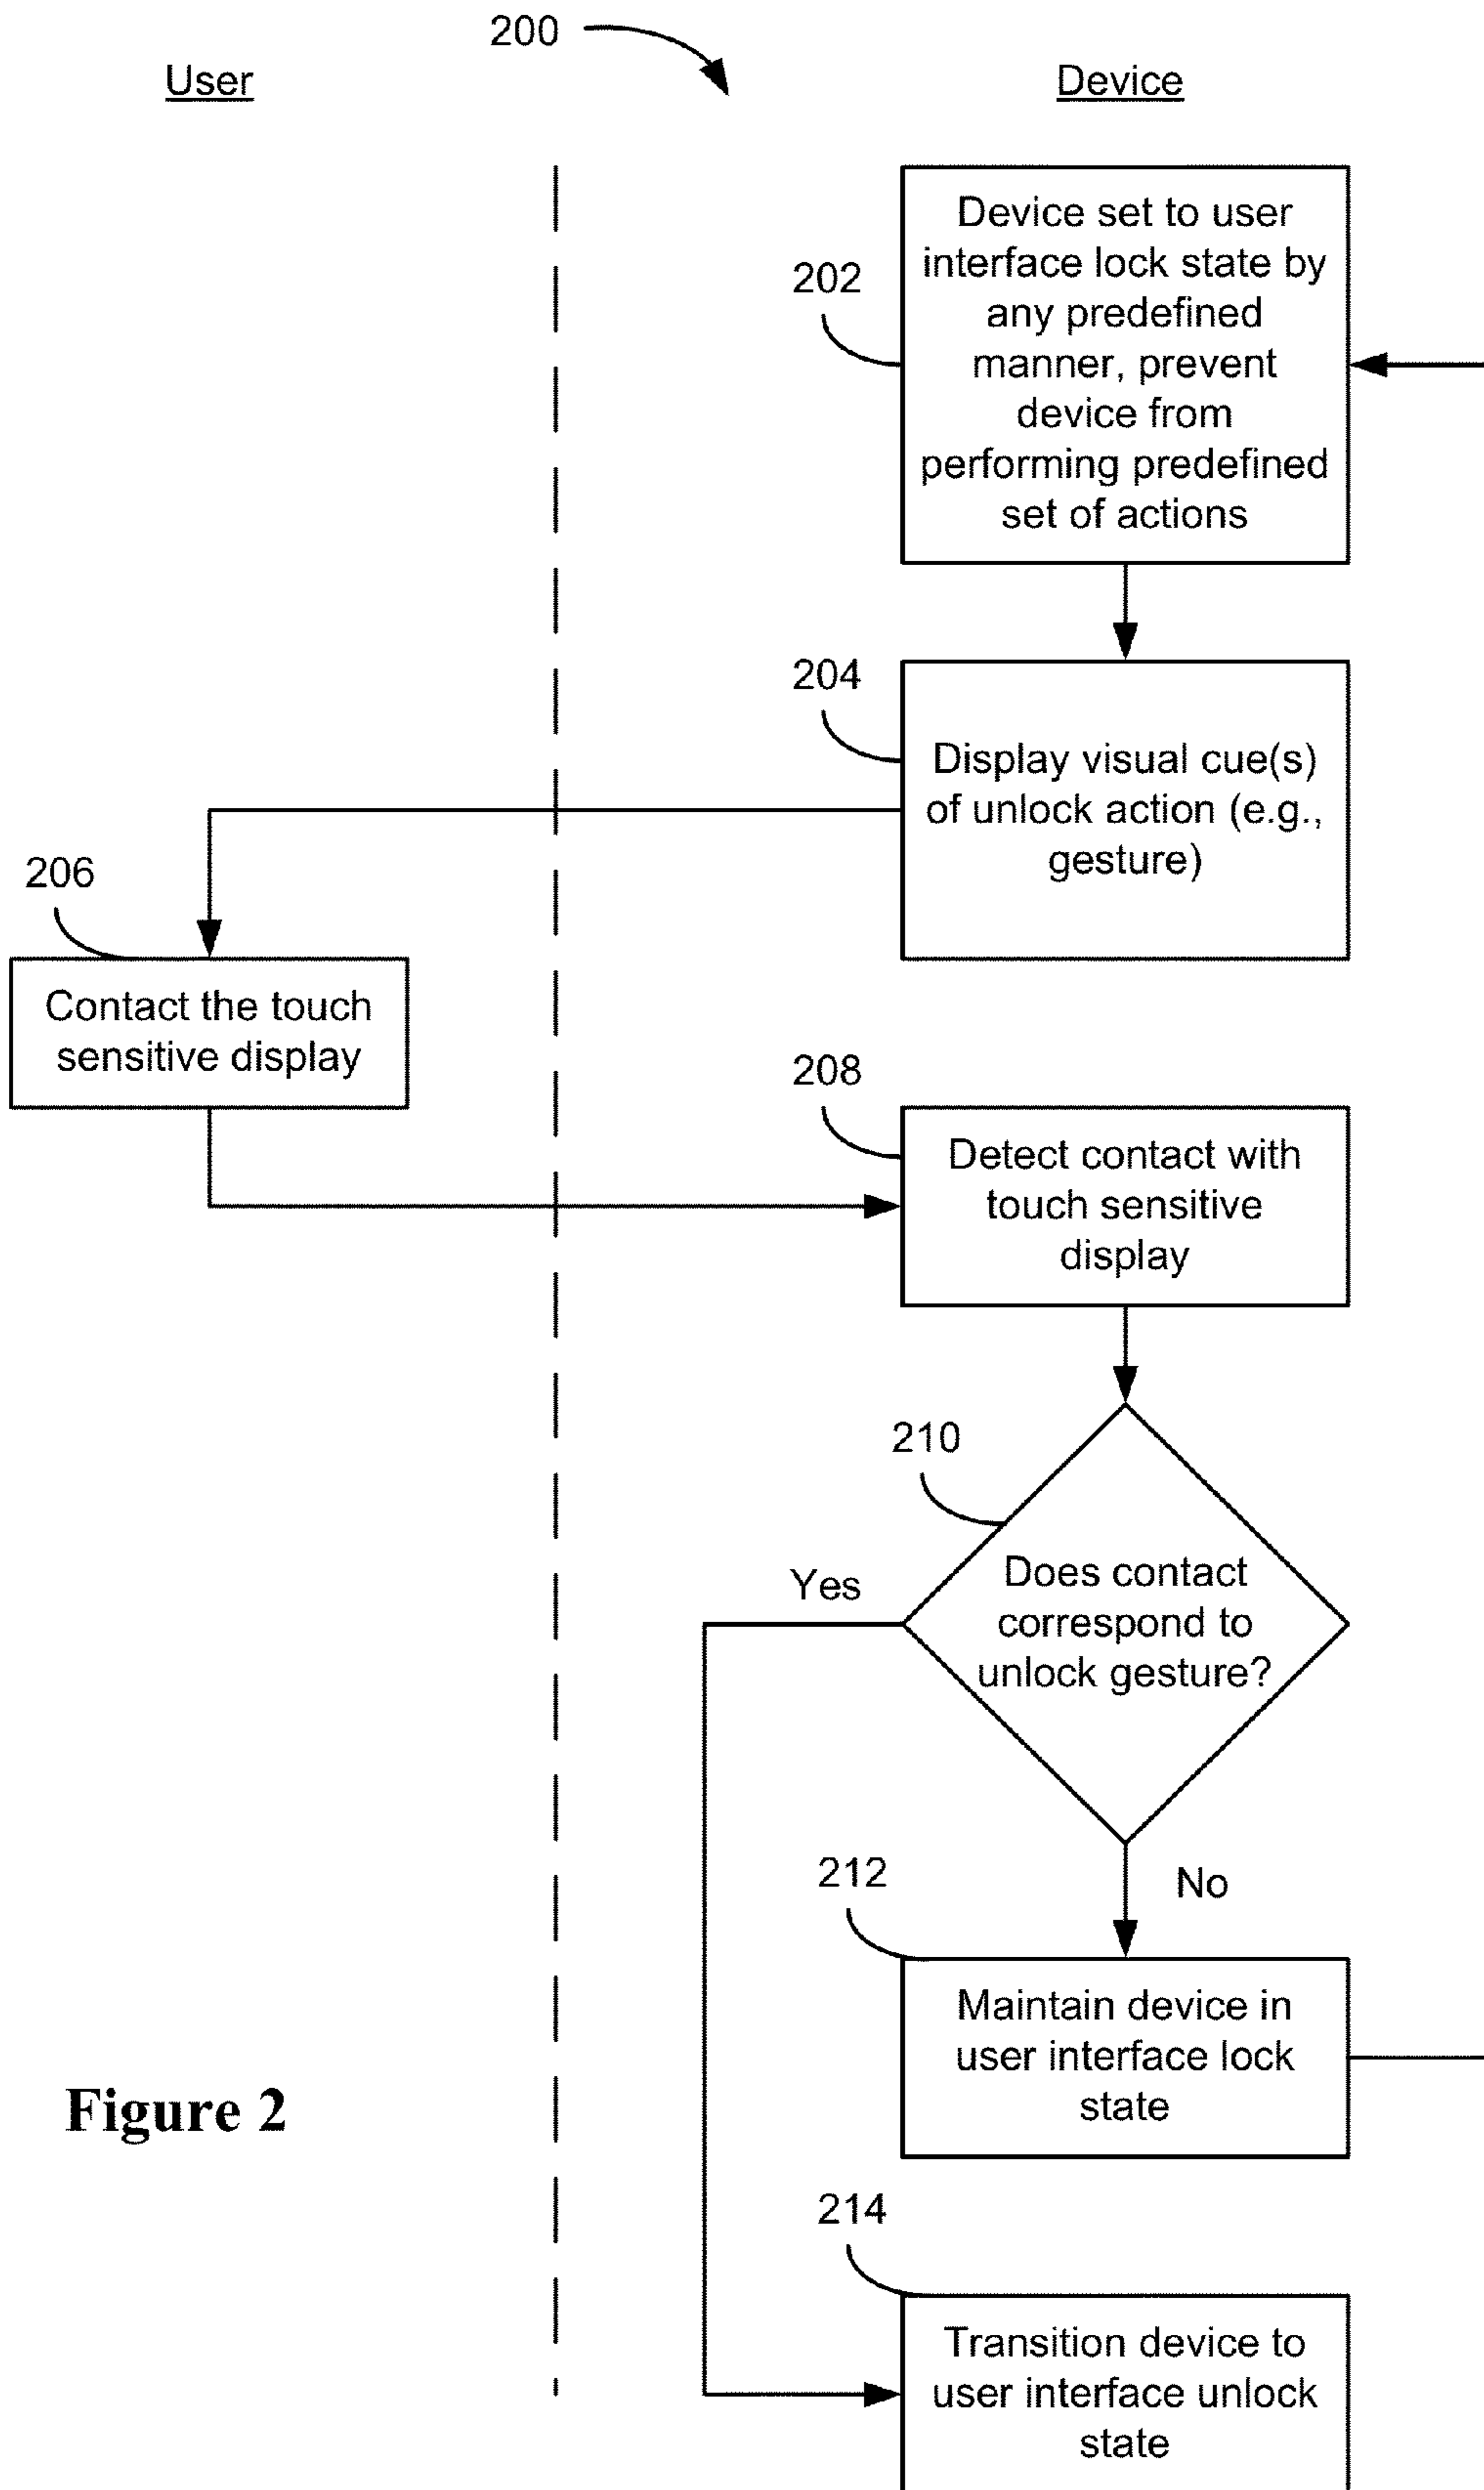 200
User
Device
202
Device set to user
interface lock state by
any predefined
manner, prevent
device from
performing predefined
set of actions
204
Display visual cue(s)
of unlock action (e.g.,
gesture)
206
Contact the touch
sensitive display
208
Detect contact with
touch sensitive
display
210
Does contact
correspond to
unlock gesture?
Yes
No
212
Maintain device in
user interface lock
state
Figure 2
214
Transition device to
user interface unlock
state